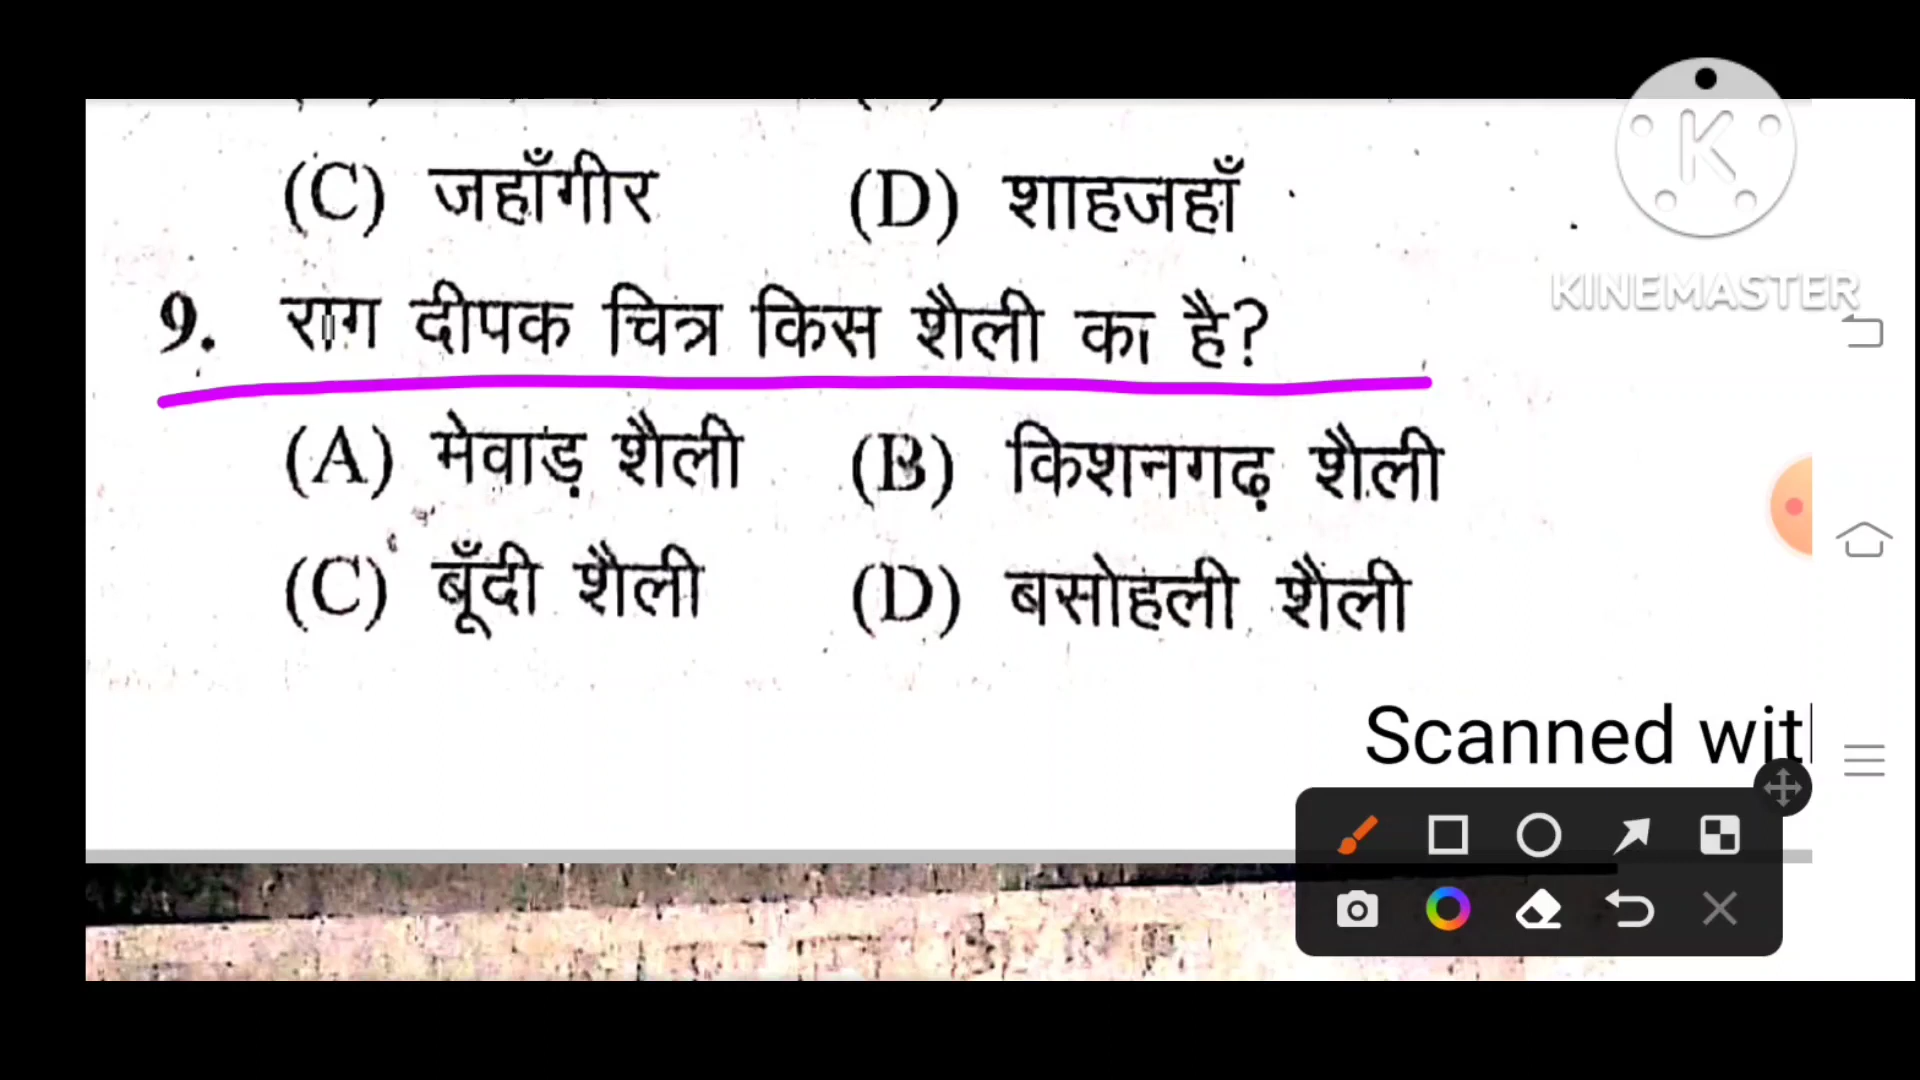 (C) जहाँगीर (D) शाहजहाँ
9. राग दीपक चित्र किस शैली का है?
(A) मेवाड़ शैली (B) किशनगढ़ शैली
(C) बूँदी शैली (D) बसोहली शैली
Scanned wit
K
KINEMASTER